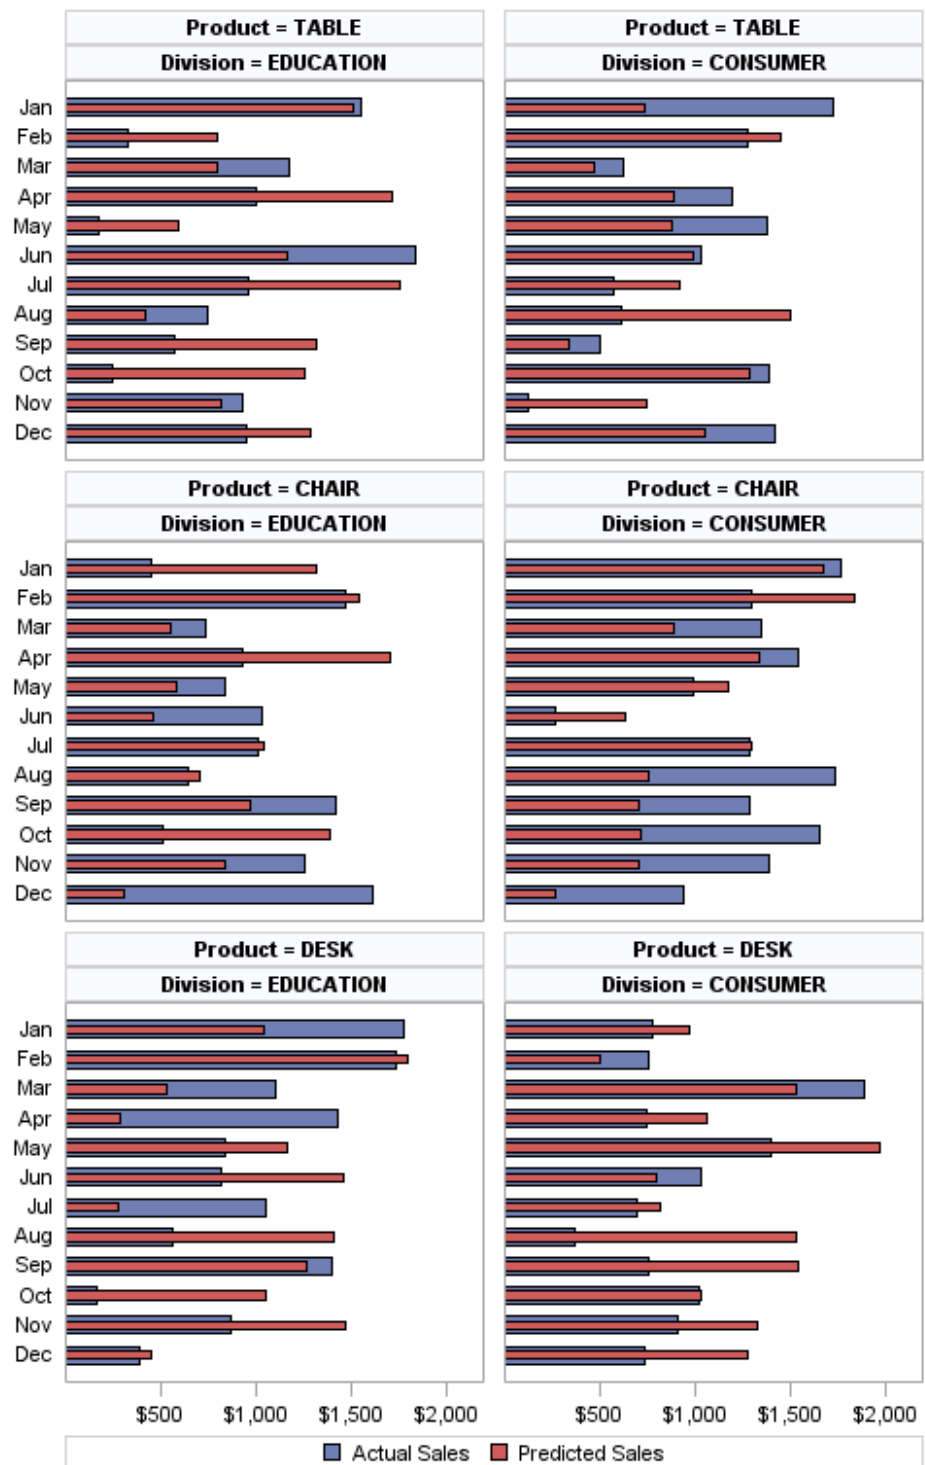 Product = TABLE Product = TABLE
Division = EDUCATION Division = CONSUMER
Jan
Feb
Mar
Apr
May
Jun
Jul
Aug
Sep
Oct
Nov
Dec
Product = CHAIR Product = CHAIR
Division = EDUCATION Division = CONSUMER
Jan
Feb
Mar
Apr
May
Jun
Jul
Aug
Sep
Oct
Nov
Dec
Product = DESK Product = DESK
Division = EDUCATION Division = CONSUMER
Jan
Feb
Mar
Apr
May
Jun
Jul
Aug
Sep
Oct
Nov
Dec
$500 $1,000 $1,500 $2,000 $500 $1,000 $1,500 $2,000
Actual Sales Predicted Sales